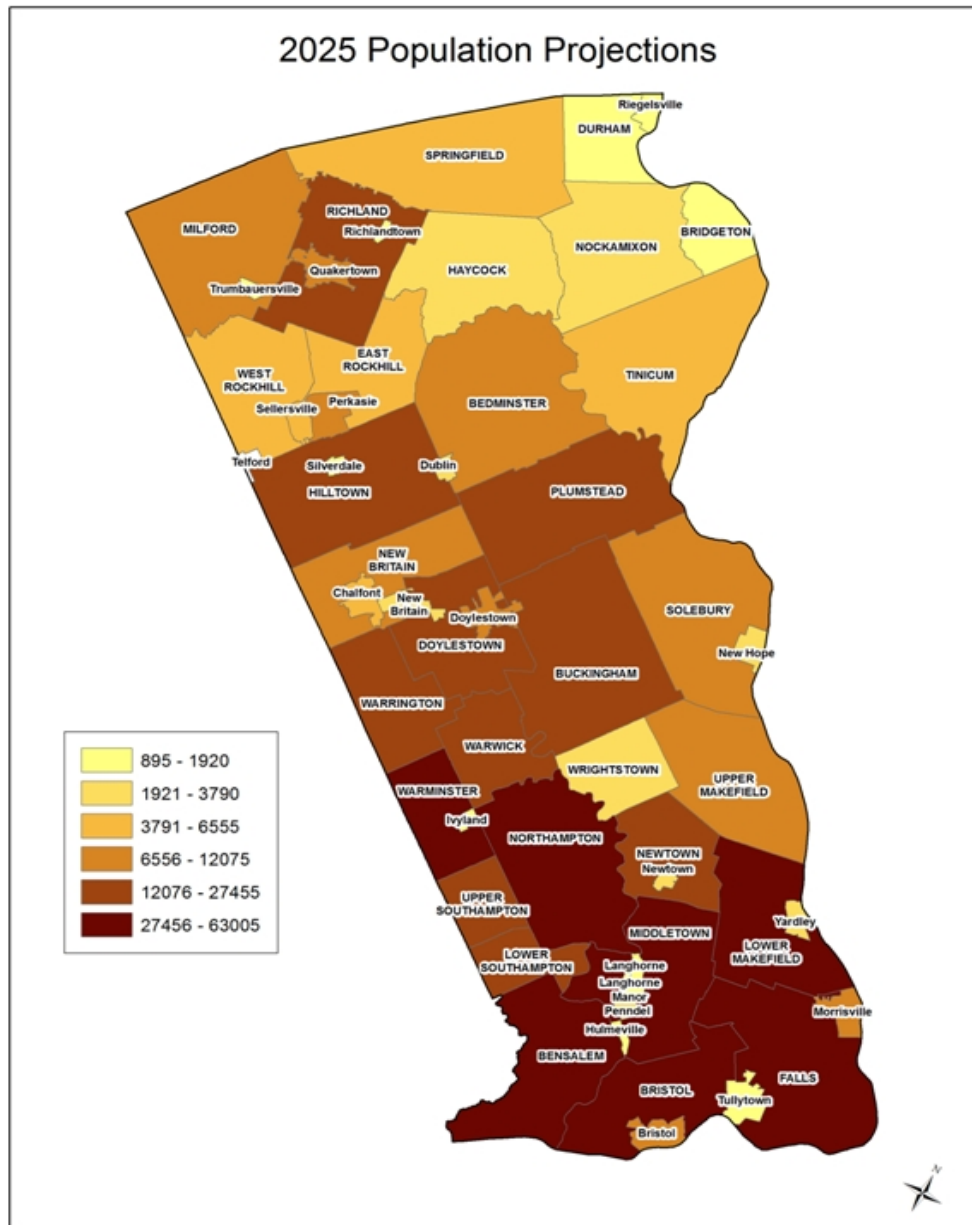 2025 Population Projections
Riegelsville
DURHAM
SPRINGFIELD
RICHLAND
Richlandtown
MILFORD
BRIDGETON
NOCKAMIXON
HAYCOCK
Quakertown
Trumbauersville
EAST
ROCKHILL
WEST
ROCKHILL
TINICUM
Sellersville
Perkasie
BEDMINSTER
Telford
Silverdale
Dublin
HILLTOWN
PLUMSTEAD
NEW
BRITAIN
Chalfont
New
Britain
Doylestown
DOYLESTOWN
SOLEBURY
New Hope
BUCKINGHAM
WARRINGTON
WARWICK
WRIGHTSTOWN
UPPER
MAKEFIELD
WARMINSTER
Ivyland
NORTHAMPTON
NEWTOWN
Newtown
UPPER
SOUTHAMPTON
Yardley
MIDDLETOWN
LOWER
MAKEFIELD
LOWER
SOUTHAMPTON
Langhorne
Langhorne
Manor
Penndel
Hulmeville
Morrisville
BENSALEM
BRISTOL
FALLS
Tullytown
Bristol
895 - 1920
1921 - 3790
3791 - 6555
6556 - 12075
12076 - 27455
27456 - 63005
N